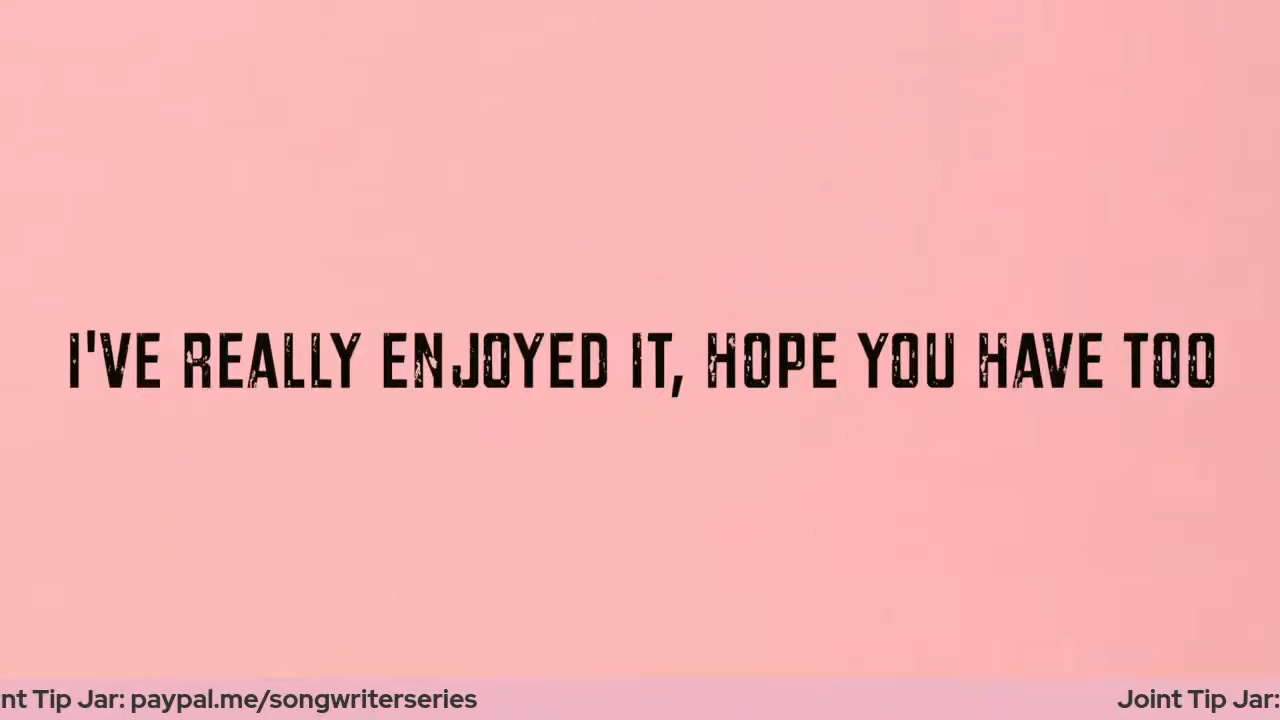 I'VE REALLY ENJOYED IT, HOPE YOU HAVE TOO
nt Tip Jar: paypal.me/songwriterseries Joint Tip Jar: